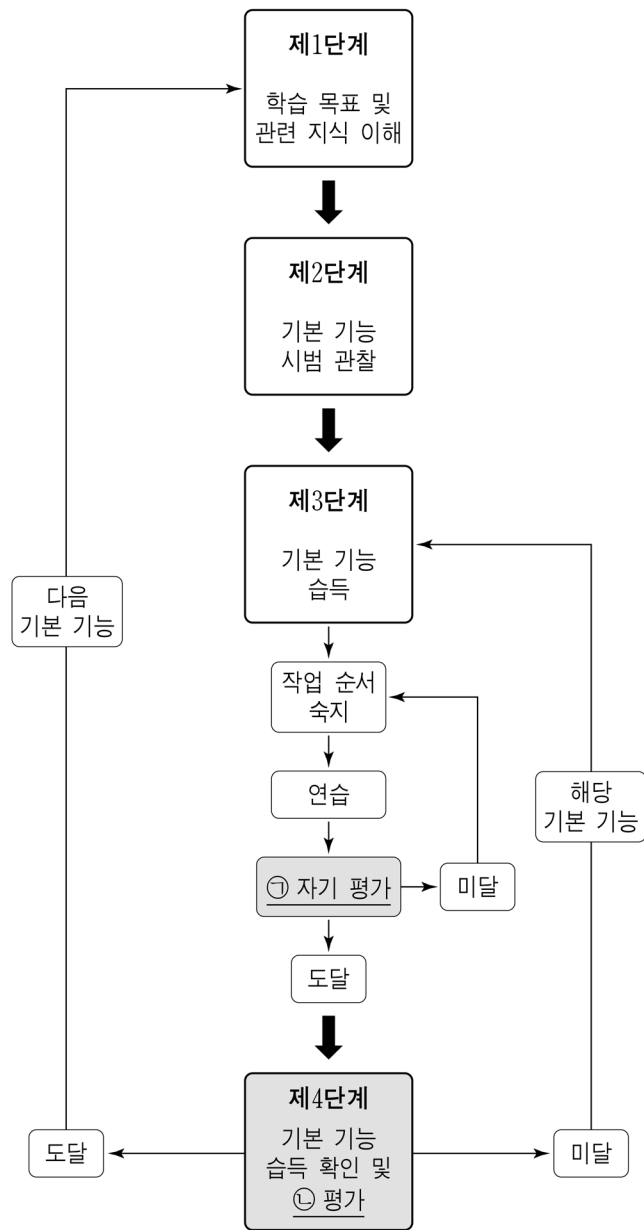 제1단계
학습 목표 및
관련 지식 이해
제2단계
기본 기능
시범 관찰
제3단계
기본 기능
습득
다음
기본 기능
작업 순서
숙지
연습
해당
기본 기능
㉠ 자기 평가
미달
도달
제4단계
기본 기능
습득 확인 및
㉡ 평가
도달
미달